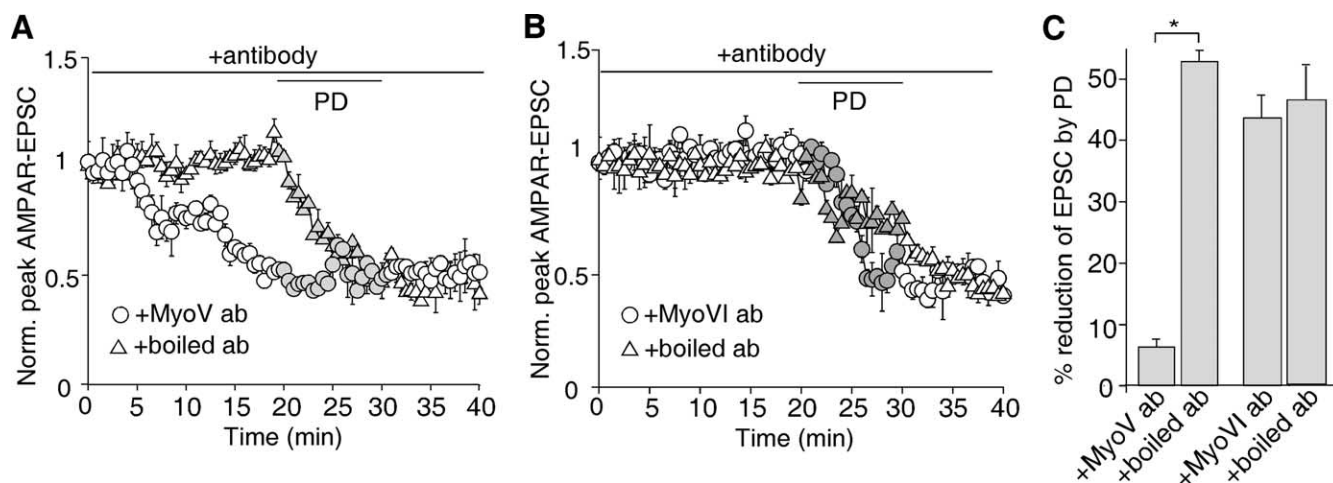 A
+antibody
PD
1.5
1
0.5
0
Norm. peak AMPAR-EPSC
+MyoV ab
+boiled ab
0 5 10 15 20 25 30 35 40
Time (min)
B
+antibody
PD
1.5
1
0.5
0
Norm. peak AMPAR-EPSC
+MyoVI ab
+boiled ab
0 5 10 15 20 25 30 35 40
Time (min)
C
*
50
40
30
20
10
0
% reduction of EPSC by PD
+MyoV ab
+boiled ab
+MyoVI ab
+boiled ab